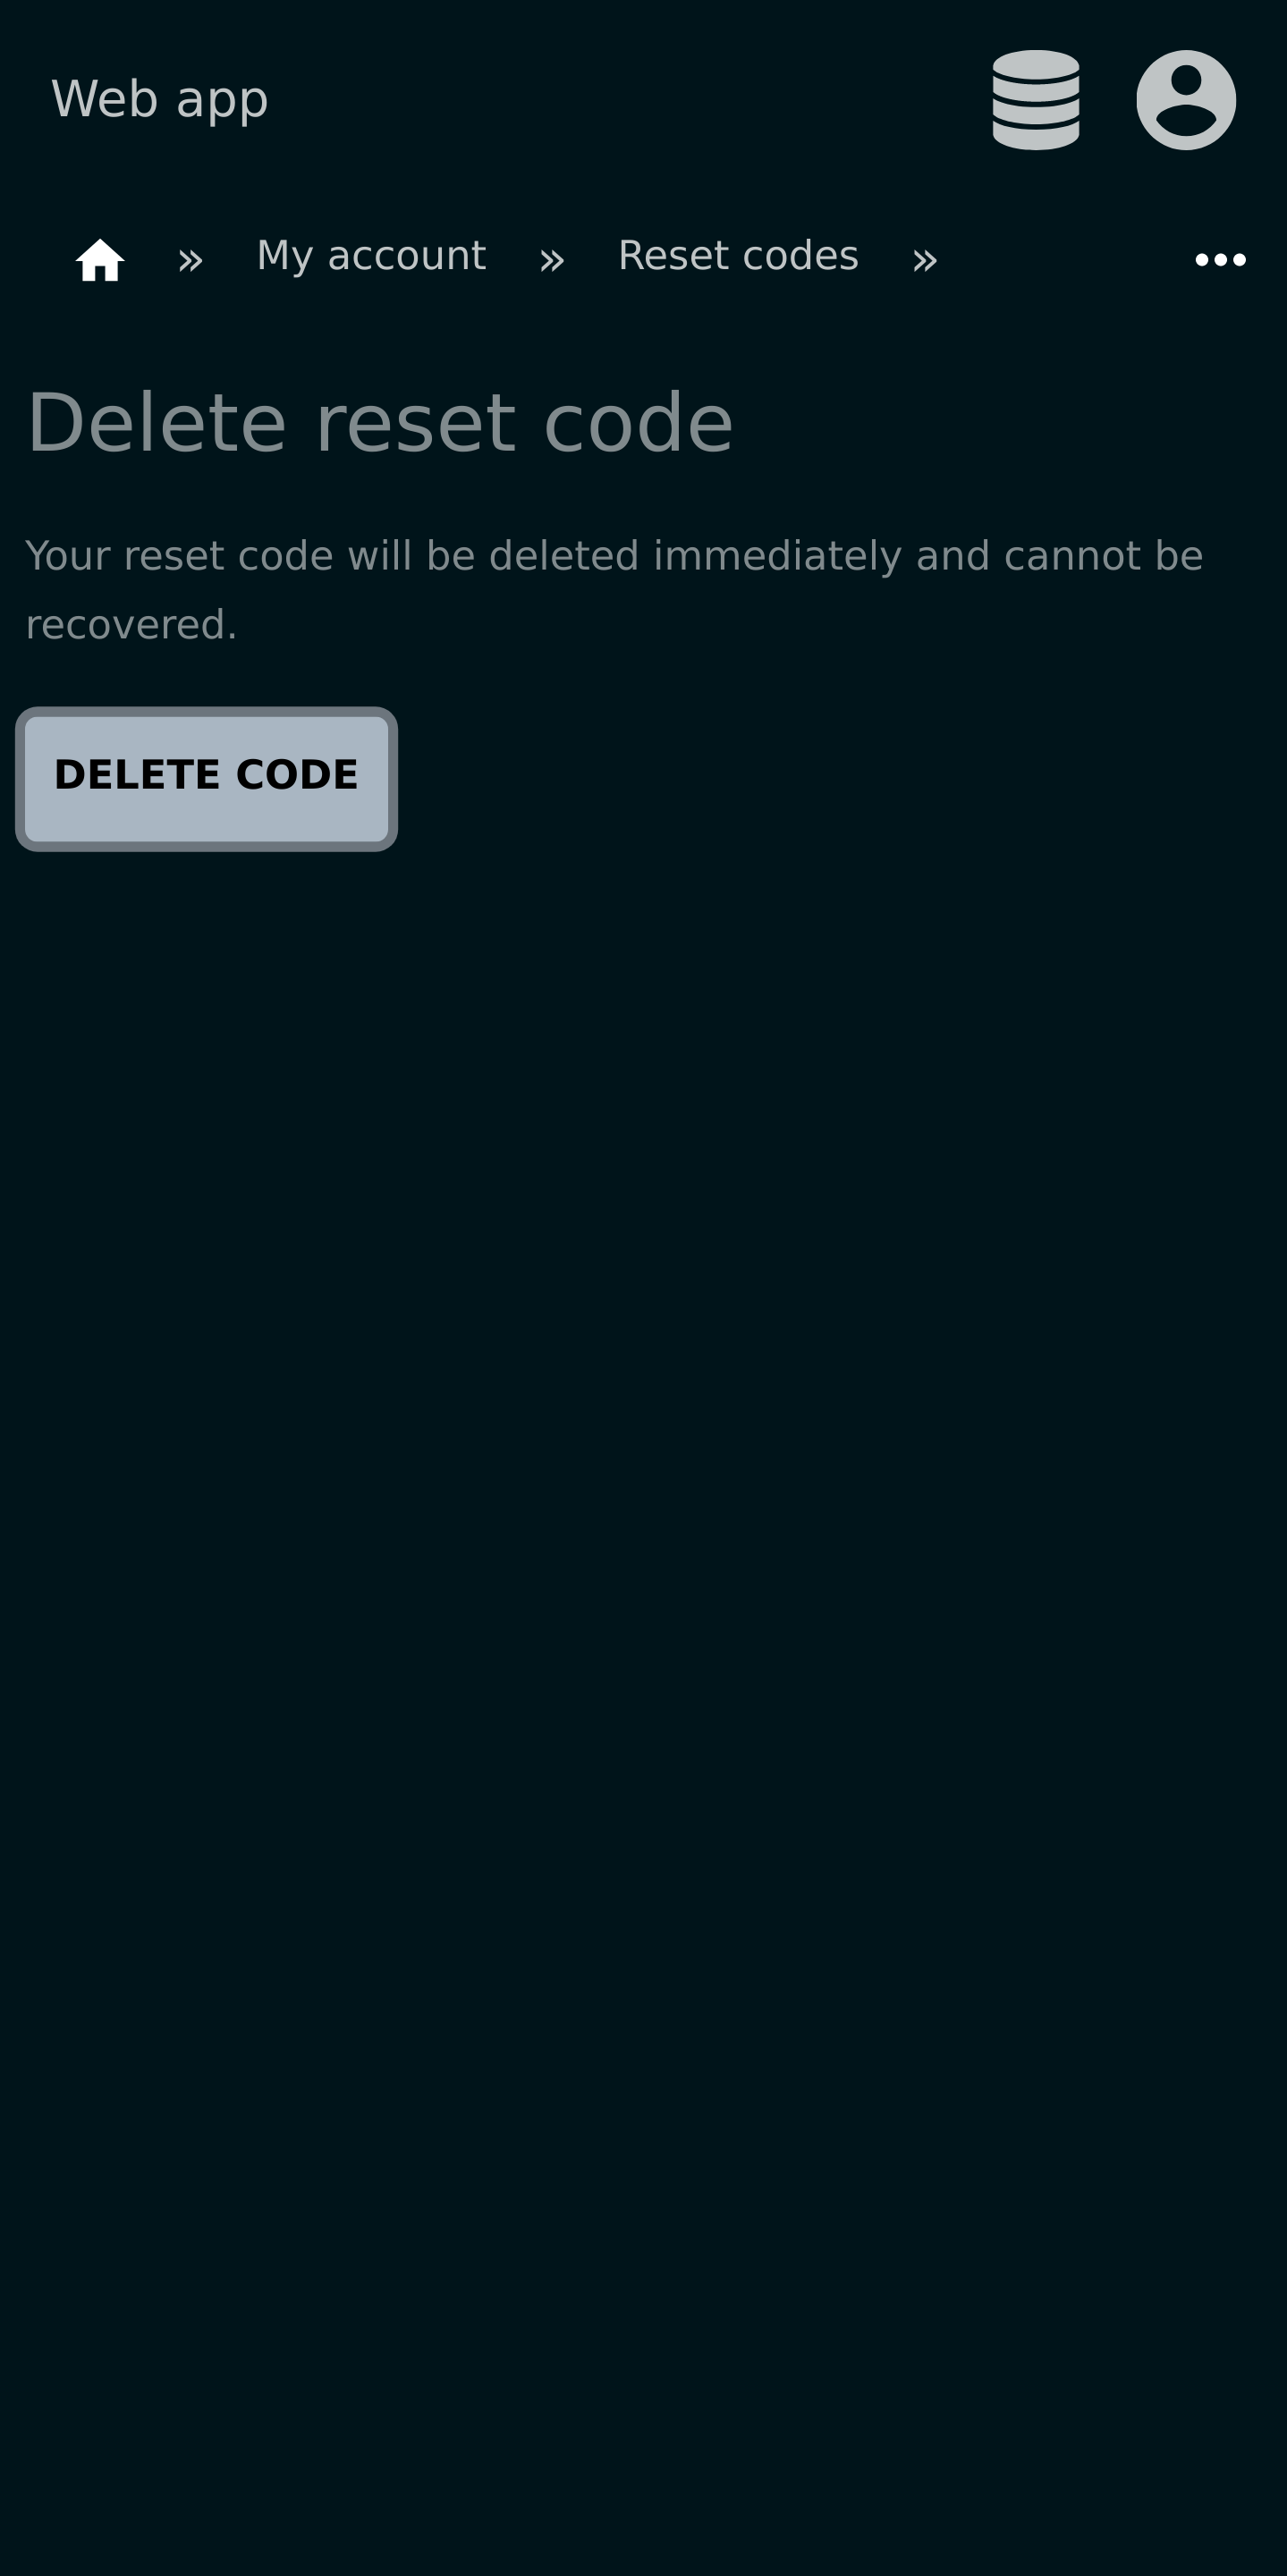 Web app
» My account » Reset codes »
Delete reset code
Your reset code will be deleted immediately and cannot be
recovered.
DELETE CODE